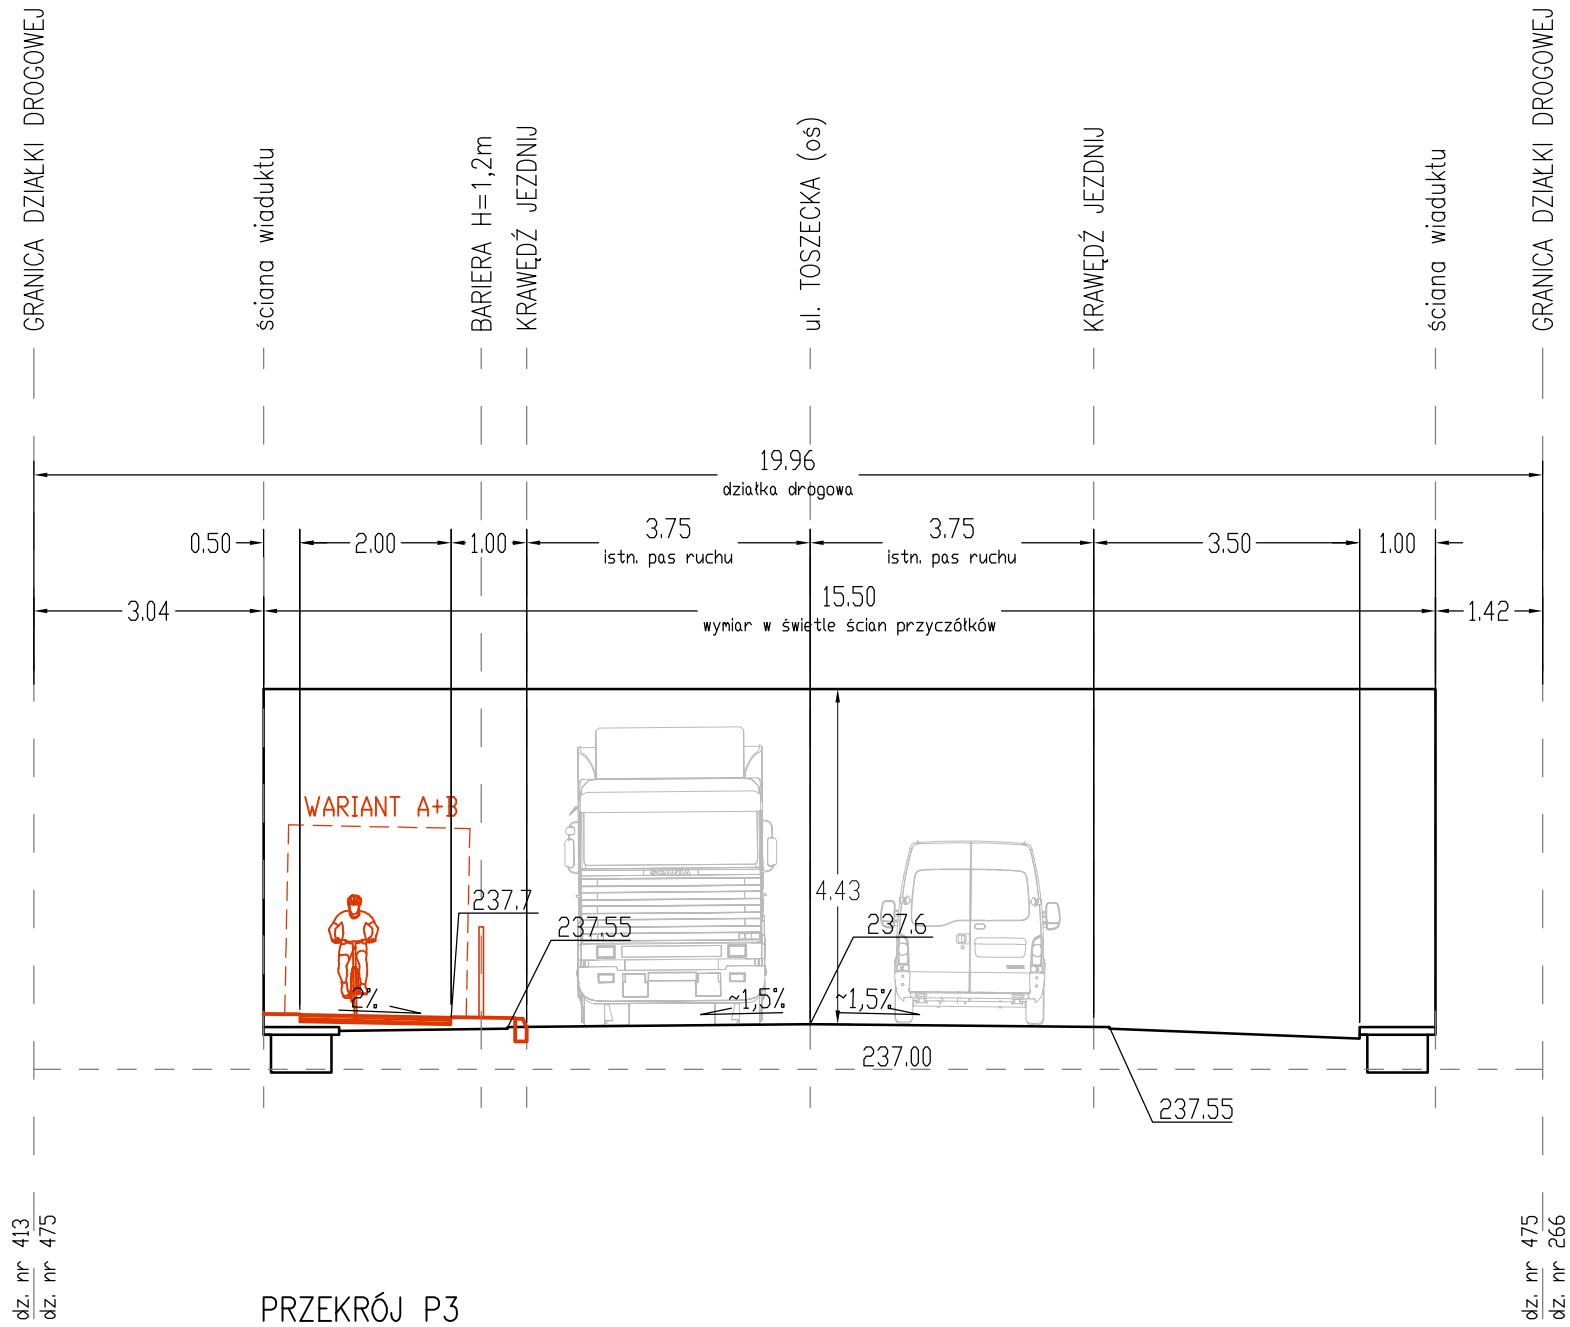 GRANICA DZIAŁKI DROGOWEJ
ściana wiaduktu
BARIERA H=1,2m
KRAWĘDŹ JEZDNIJ
ul. TOSZECKA (oś)
KRAWĘDŹ JEZDNIJ
ściana wiaduktu
GRANICA DZIAŁKI DROGOWEJ
19.96
działka drogowa
0.50
2.00
1.00
3.75
istn. pas ruchu
3.75
istn. pas ruchu
3.50
1.00
3.04
15.50
wymiar w świetle ścian przyczółków
1.42
WARIANT A+B
SCANIA
4.43
237.7
237.55
237.6
2%
~1,5%
~1,5%
237.00
237.55
dz. nr 413
dz. nr 475
dz. nr 475
dz. nr 266
PRZEKRÓJ P3